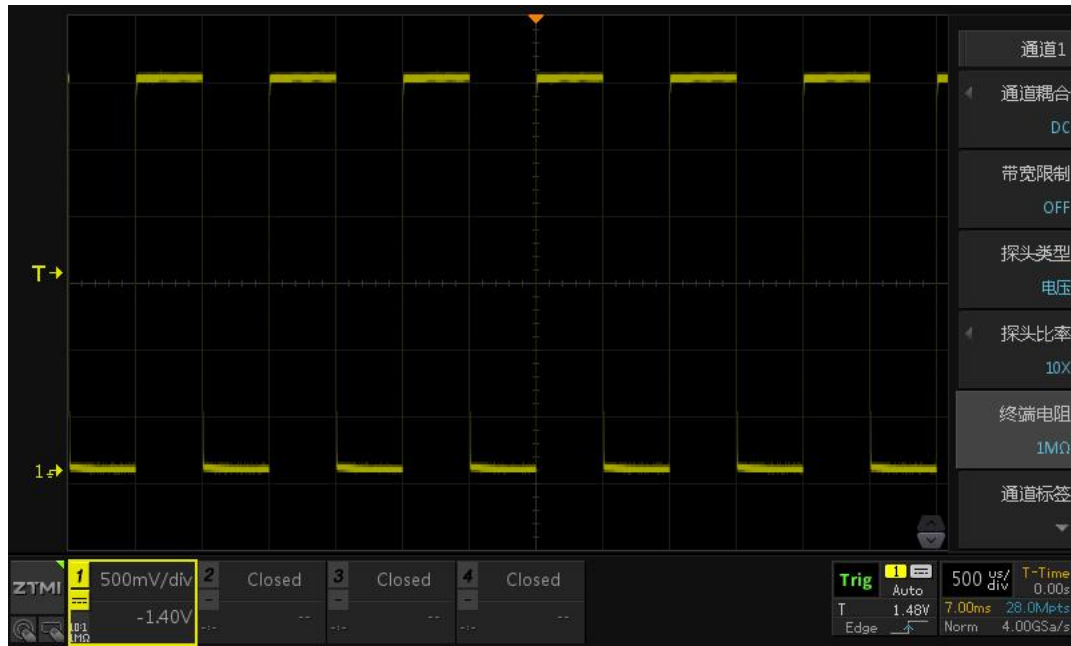 通道1
通道耦合
DC
带宽限制
OFF
探头类型
电压
探头比率
10X
终端电阻
1MΩ
通道标签
T
1
ZTMI
1 500mV/div
-1.40V
10:1
1MΩ
2 Closed
-:-
--
3 Closed
-:-
--
4 Closed
-:-
--
Trig 1 Auto
T 1.48V
Edge
500 us/div
T-Time
0.00s
7.00ms 28.0Mpts
Norm 4.00GSa/s